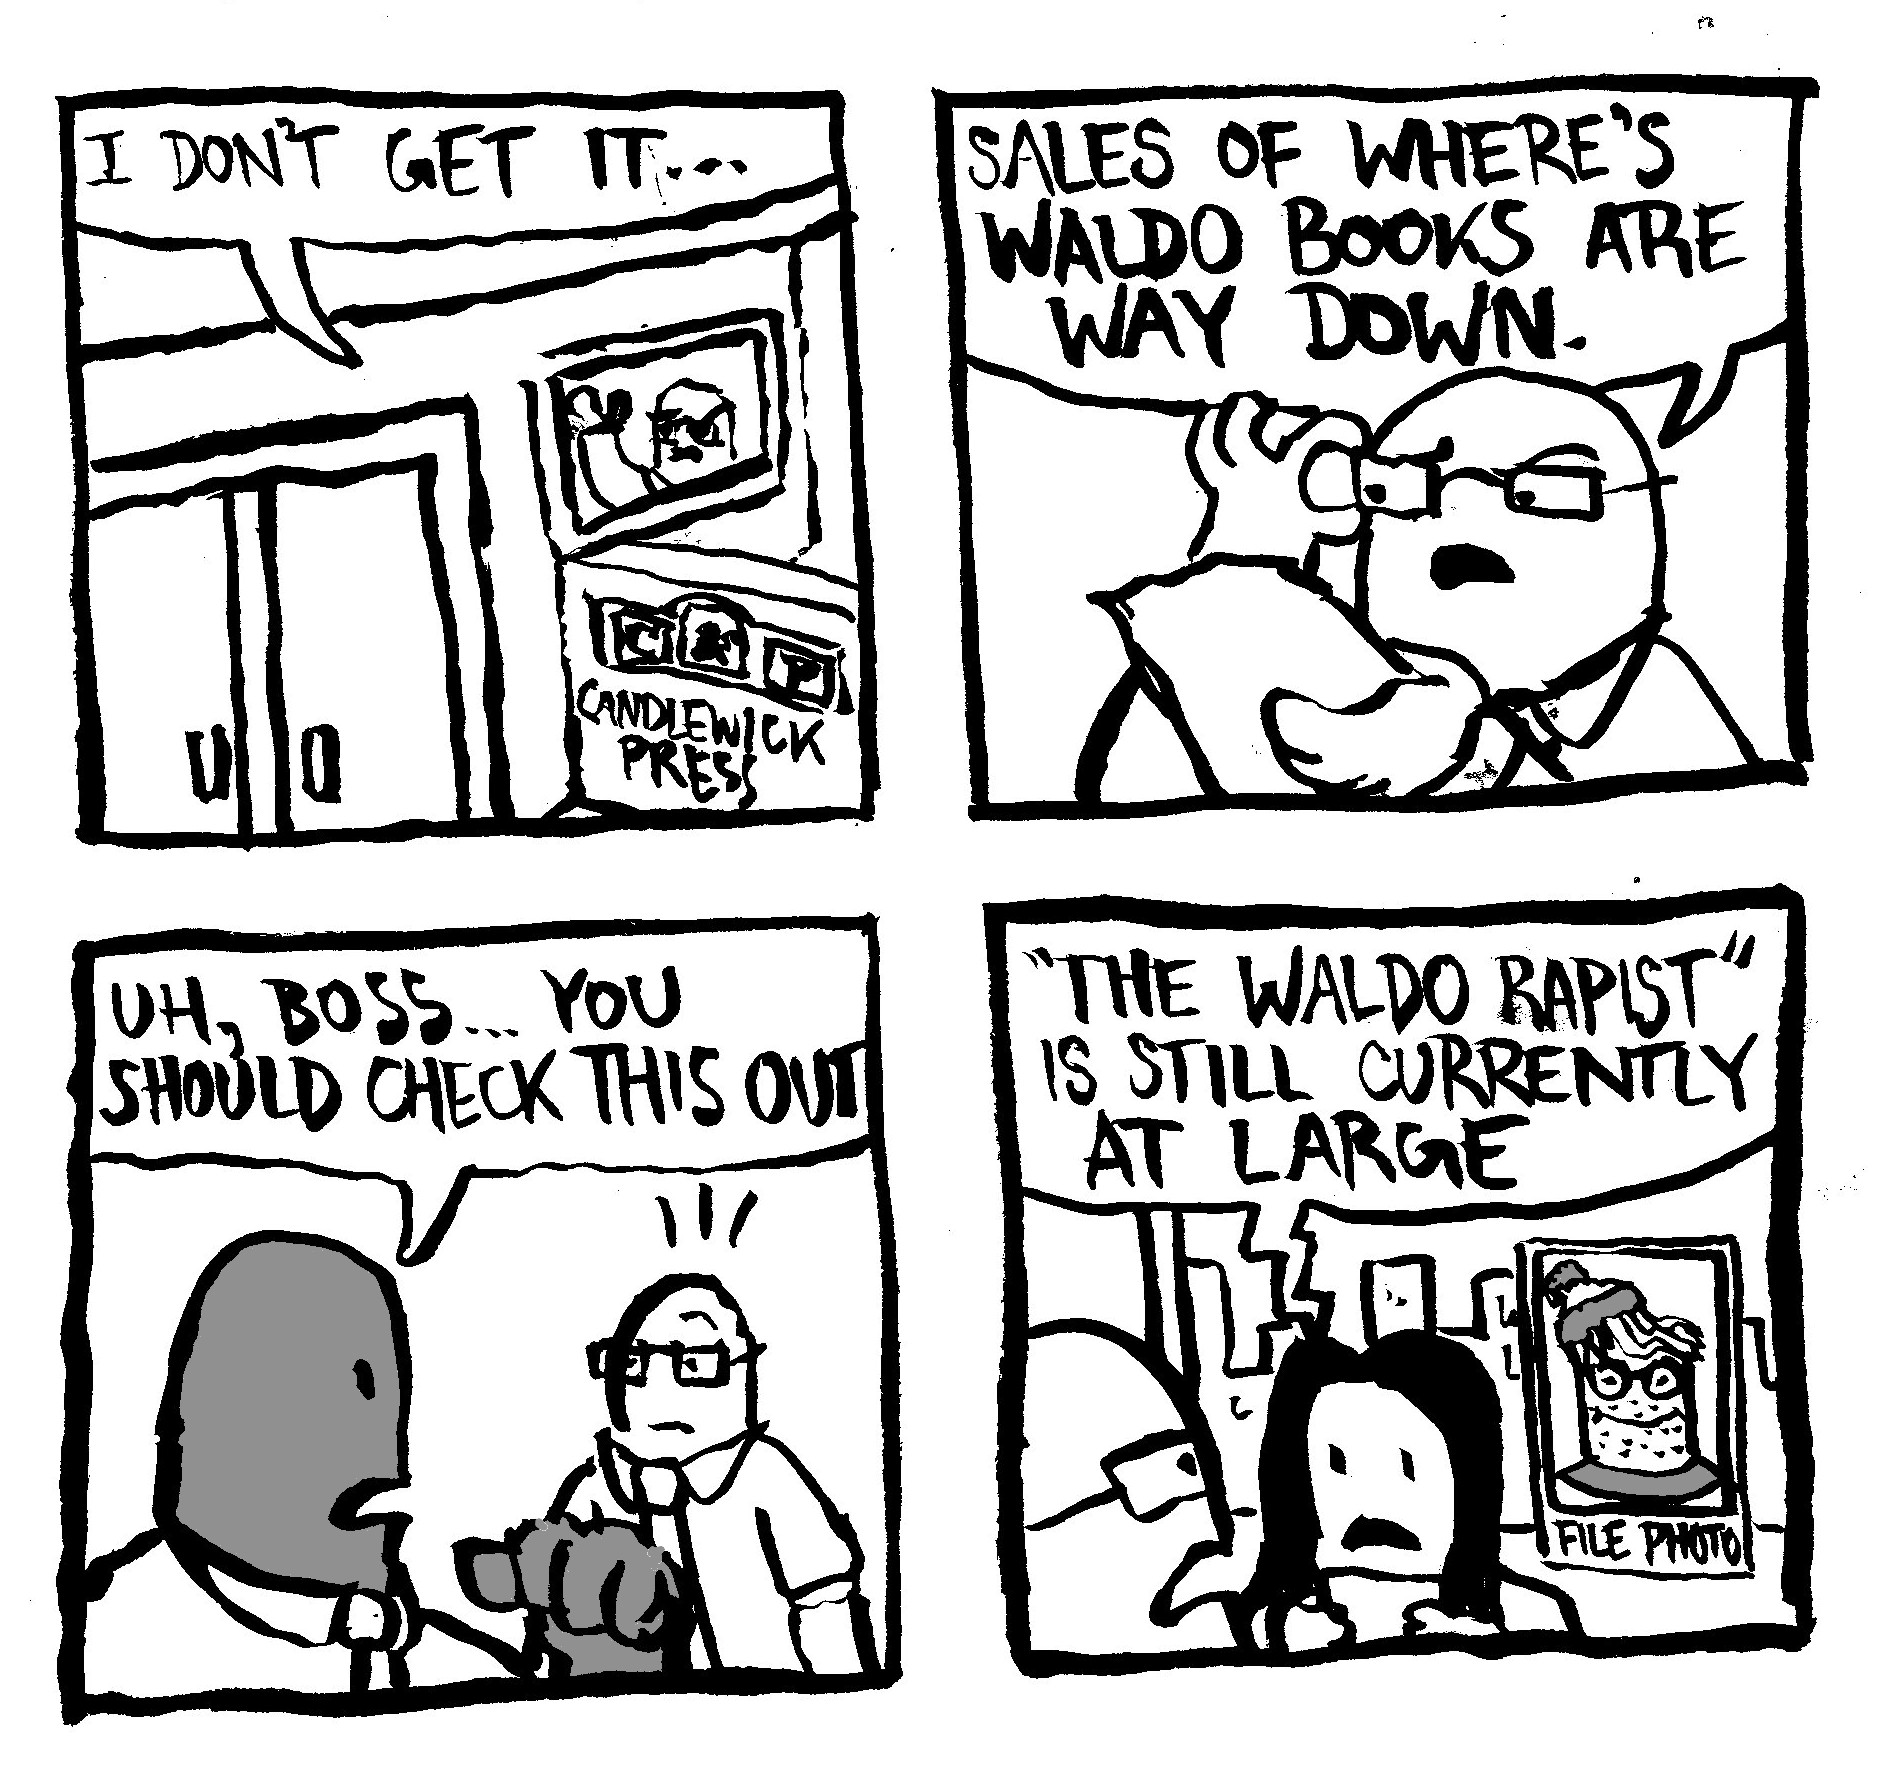 I DON'T GET IT...
C & P
CANDLEWICK
PRESS
SALES OF WHERE'S
WALDO BOOKS ARE
WAY DOWN.
UH, BOSS... YOU
SHOULD CHECK THIS OUT
"THE WALDO RAPIST"
IS STILL CURRENTLY
AT LARGE
FILE PHOTO